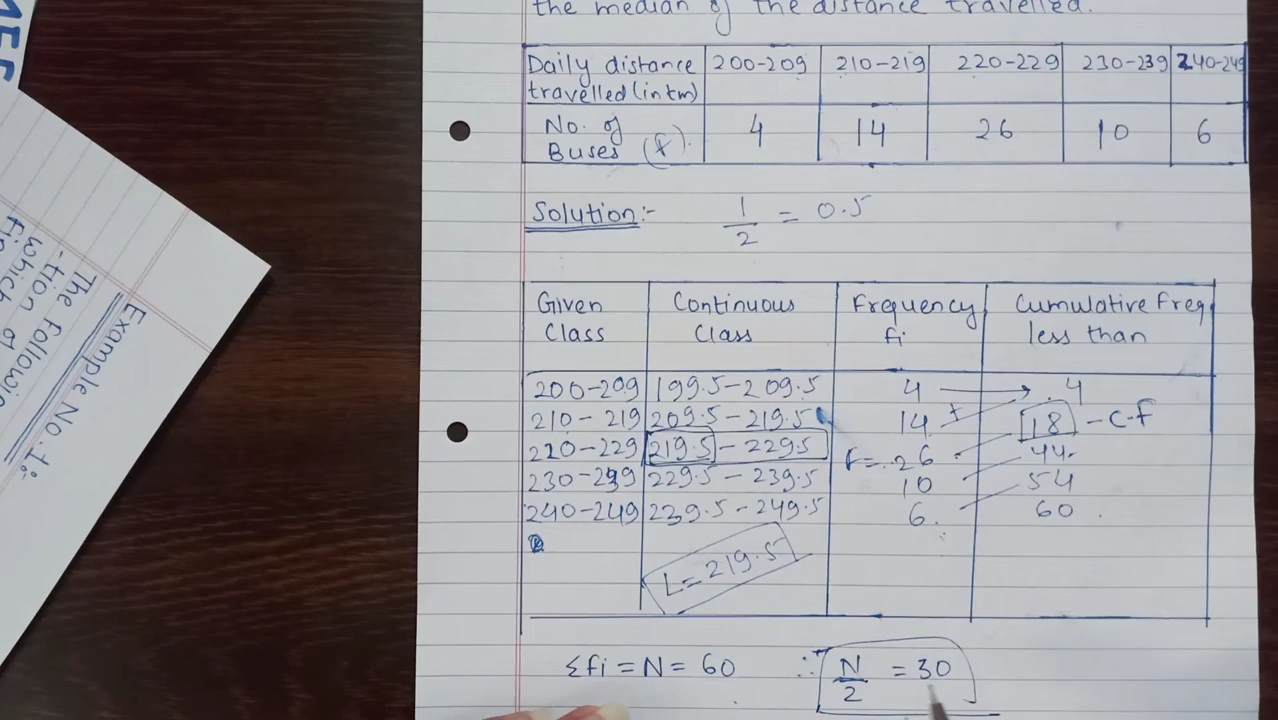 the median of the distance travelled.
Daily distance travelled (in km) 200-209 210-219 220-229 230-239 240-249
No. of Buses (f). 4 14 26 10 6
Solution:- 1/2 = 0.5
Given Class Continuous Class Frequency fi Cumulative Freq less than
200-209 199.5-209.5 4 4
210-219 209.5-219.5 14 + 18 - C.F
220-229 219.5-229.5 f= 26 44
230-239 229.5-239.5 10 54
240-249 239.5-249.5 6 60
L=219.5
Σfi = N = 60 ∴ N/2 = 30
Example No.1:
The Followi
-tion of
which